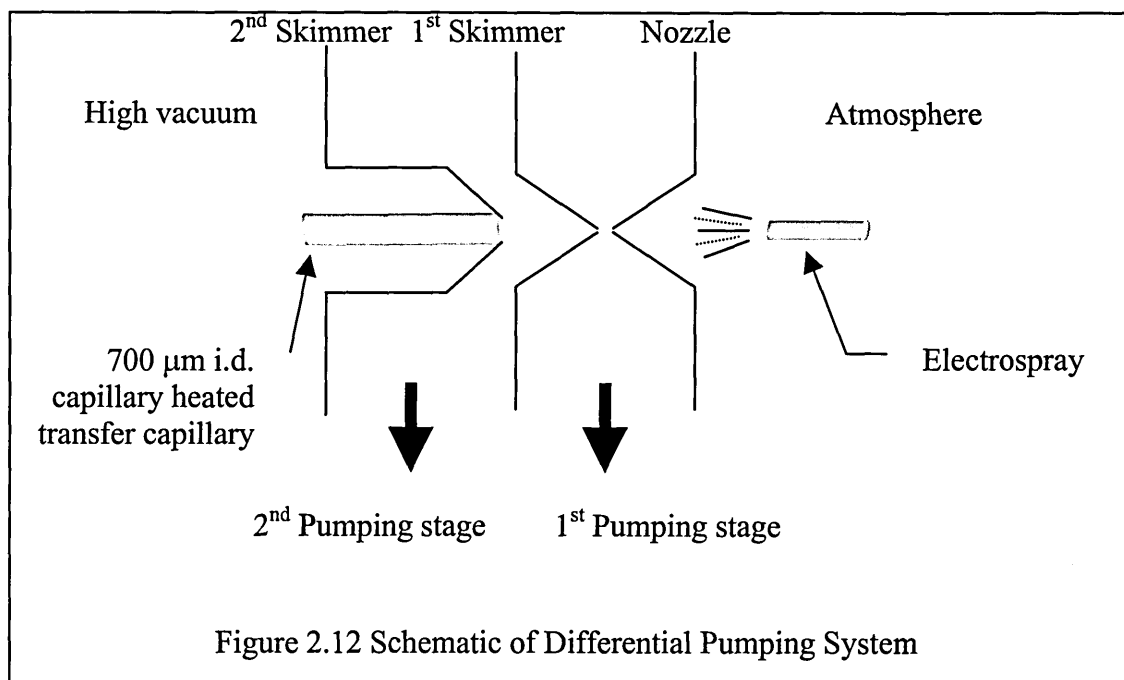 2nd Skimmer 1st Skimmer Nozzle
High vacuum
Atmosphere
700 μm i.d.
capillary heated
transfer capillary
Electrospray
2nd Pumping stage
1st Pumping stage
Figure 2.12 Schematic of Differential Pumping System